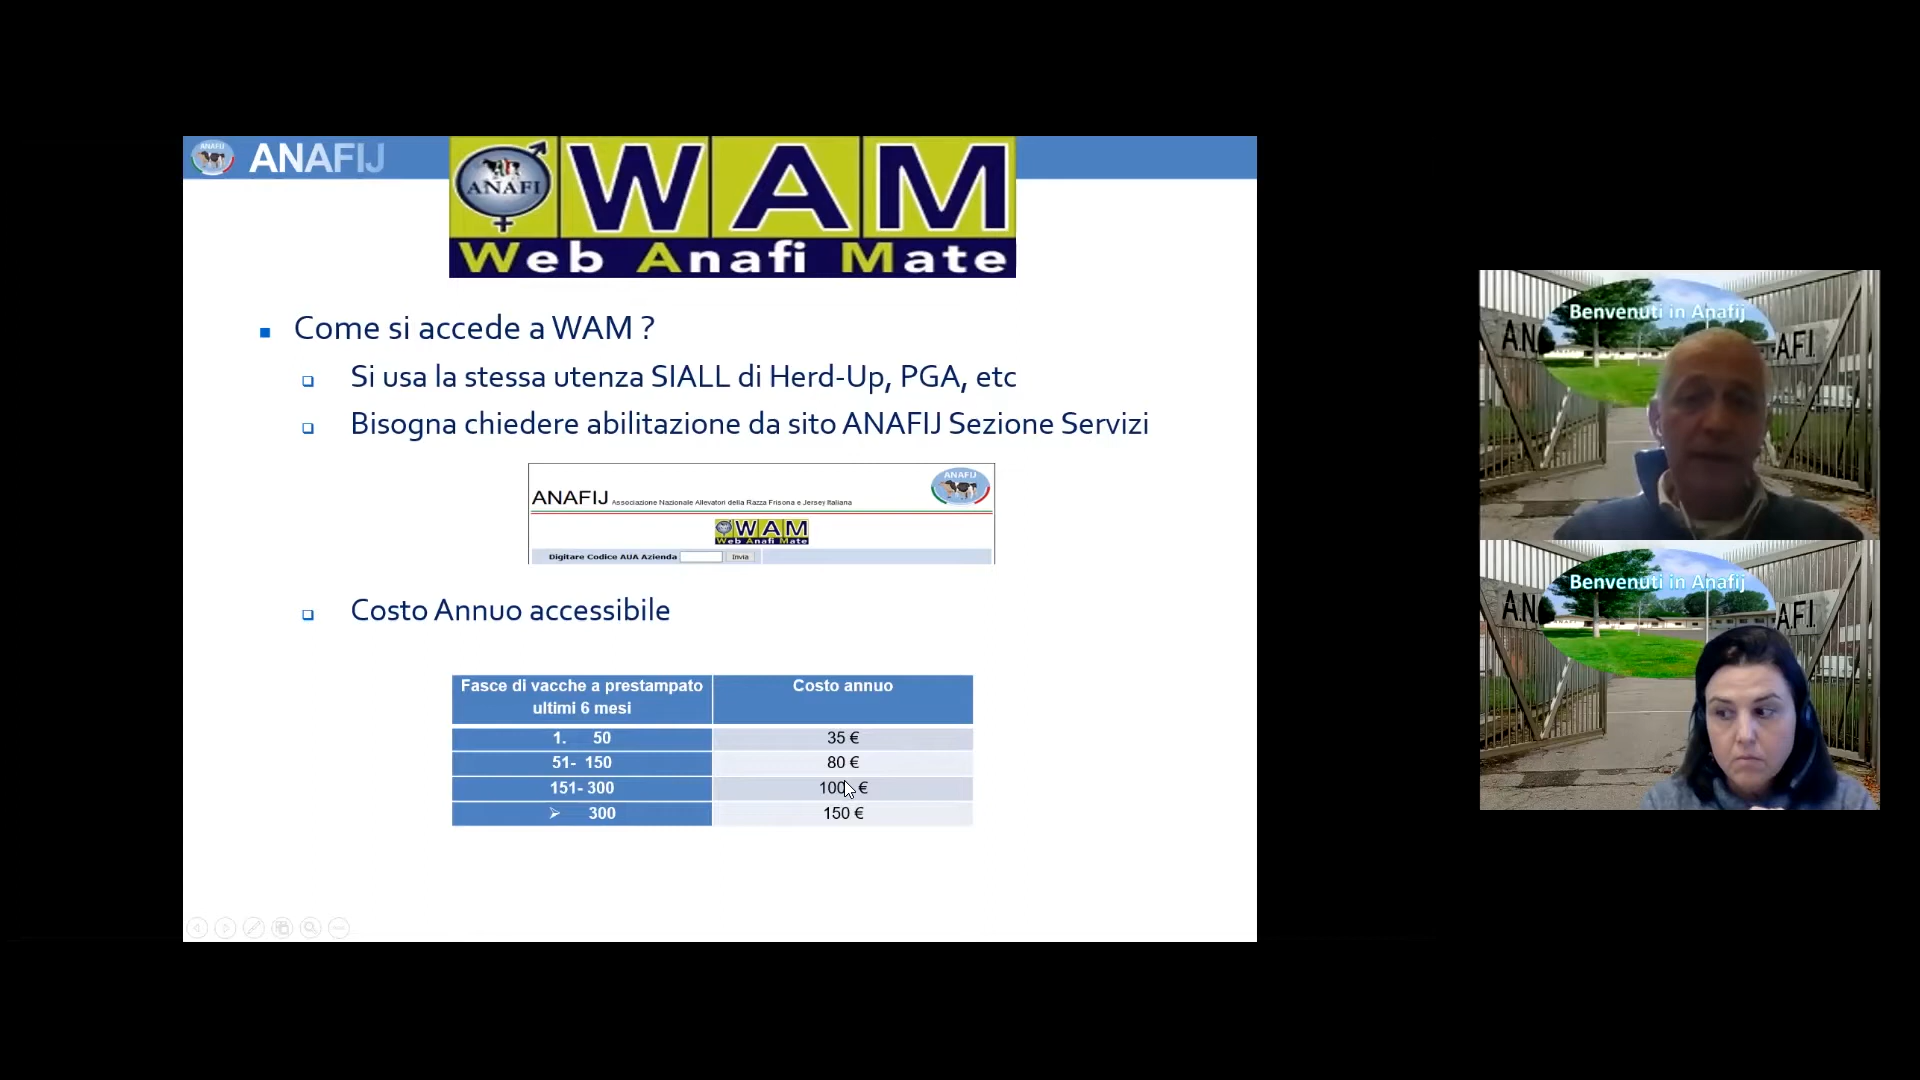 ANAFIJ
ANAFIJ
ANAFI
WAM
Web Anafi Mate
Come si accede a WAM ?
Si usa la stessa utenza SIALL di Herd-Up, PGA, etc
Bisogna chiedere abilitazione da sito ANAFIJ Sezione Servizi
ANAFIJ
ANAFIJ Associazione Nazionale Allevatori della Razza Frisona e Jersey Italiana
WAM
Web Anafi Mate
Digitare Codice AUA Azienda Invia
Costo Annuo accessibile
Fasce di vacche a prestampato ultimi 6 mesi Costo annuo
1. 50 35 €
51- 150 80 €
151- 300 100 €
300 150 €
Benvenuti in Anafij
A.N. A.F.I.
Benvenuti in Anafij
A.N. A.F.I.